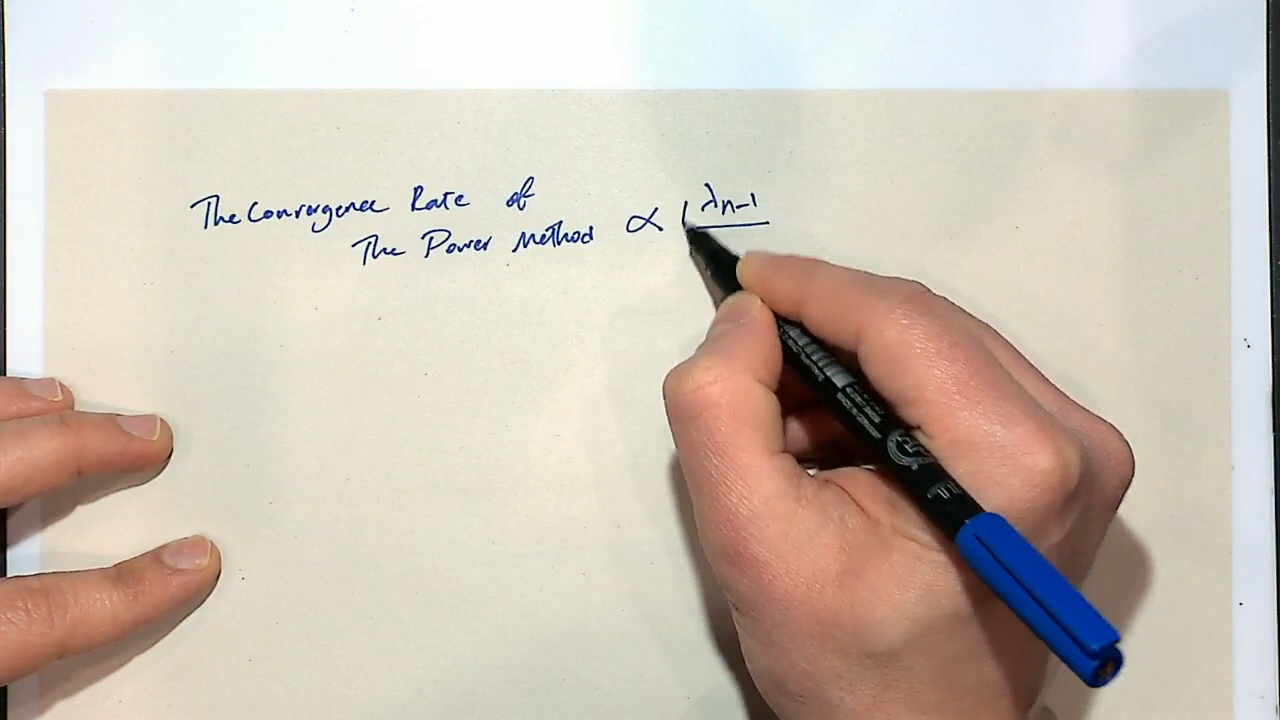 The Convergence Rate of
The Power Method ∝ | λn-1